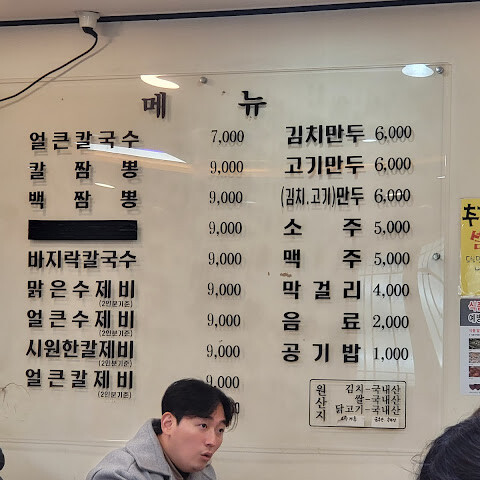 메뉴
얼큰칼국수 7,000
칼짬뽕 9,000
백짬뽕 9,000
9,000
바지락칼국수 9,000
맑은수제비 9,000
(2인분기준)
얼큰수제비 9,000
(2인분기준)
시원한칼제비 9,000
(2인분기준)
얼큰칼제비 9,000
(2인분기준)
김치만두 6,000
고기만두 6,000
(김치,고기)만두 6,000
소주 5,000
맥주 5,000
막걸리 4,000
음료 2,000
공기밥 1,000
원산지
김치-국내산
쌀-국내산
닭고기-국내산